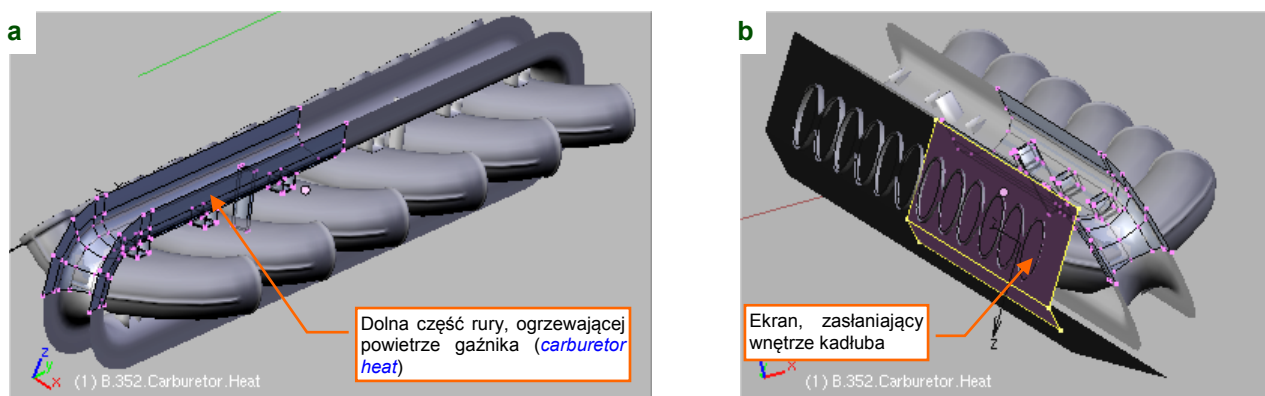 a
Dolna część rury, ogrzewającej
powietrze gaźnika (carburetor
heat)
z
y
x
(1) B.352.Carburetor.Heat
b
Ekran, zasłaniający
wnętrze kadłuba
z
x
(1) B.352.Carburetor.Heat